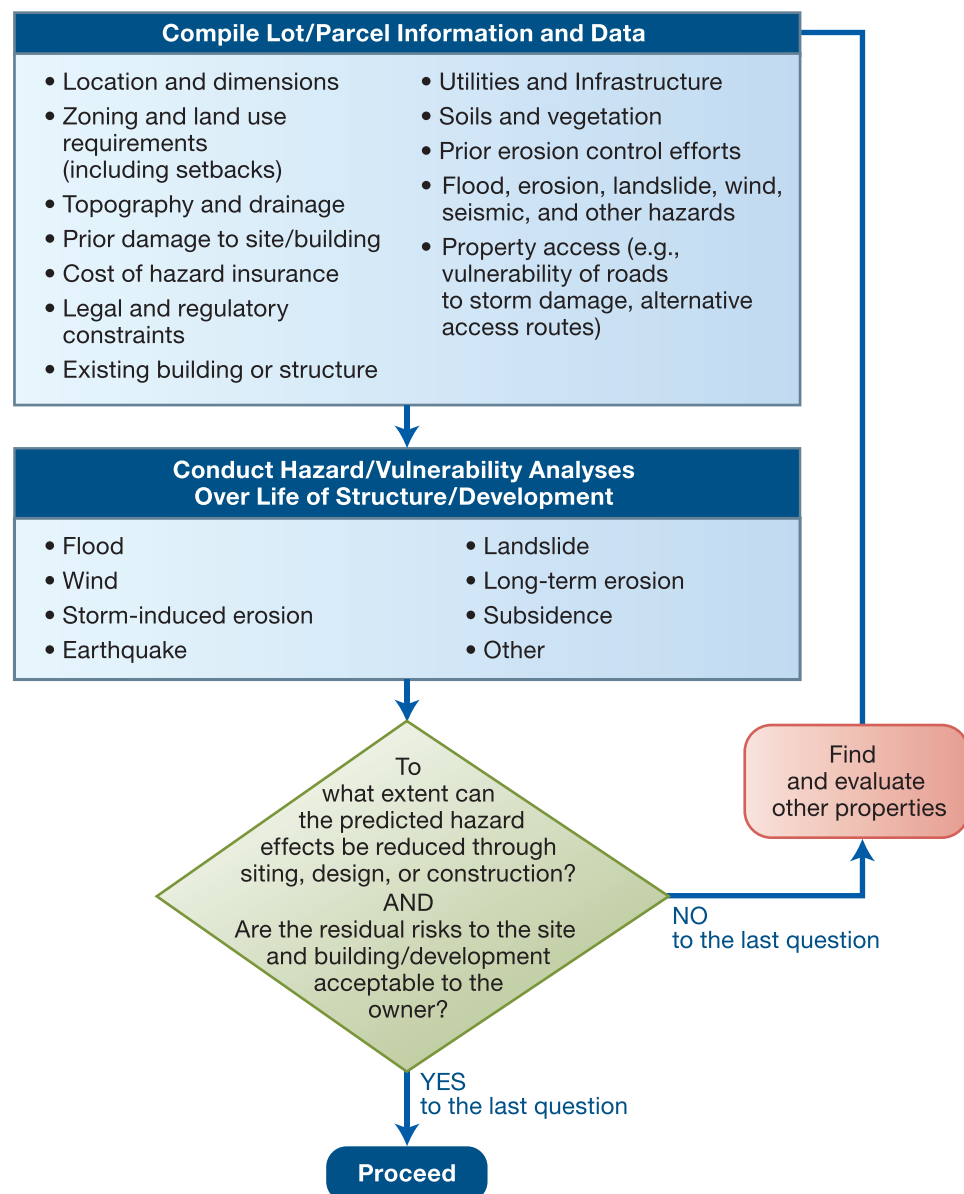 Compile Lot/Parcel Information and Data
• Location and dimensions
• Zoning and land use
requirements
(including setbacks)
• Topography and drainage
• Prior damage to site/building
• Cost of hazard insurance
• Legal and regulatory
constraints
• Existing building or structure
• Utilities and Infrastructure
• Soils and vegetation
• Prior erosion control efforts
• Flood, erosion, landslide, wind,
seismic, and other hazards
• Property access (e.g.,
vulnerability of roads
to storm damage, alternative
access routes)
Conduct Hazard/Vulnerability Analyses
Over Life of Structure/Development
• Flood
• Wind
• Storm-induced erosion
• Earthquake
• Landslide
• Long-term erosion
• Subsidence
• Other
To
what extent can
the predicted hazard
effects be reduced through
siting, design, or construction?
AND
Are the residual risks to the site
and building/development
acceptable to the
owner?
NO
to the last question
Find
and evaluate
other properties
YES
to the last question
Proceed